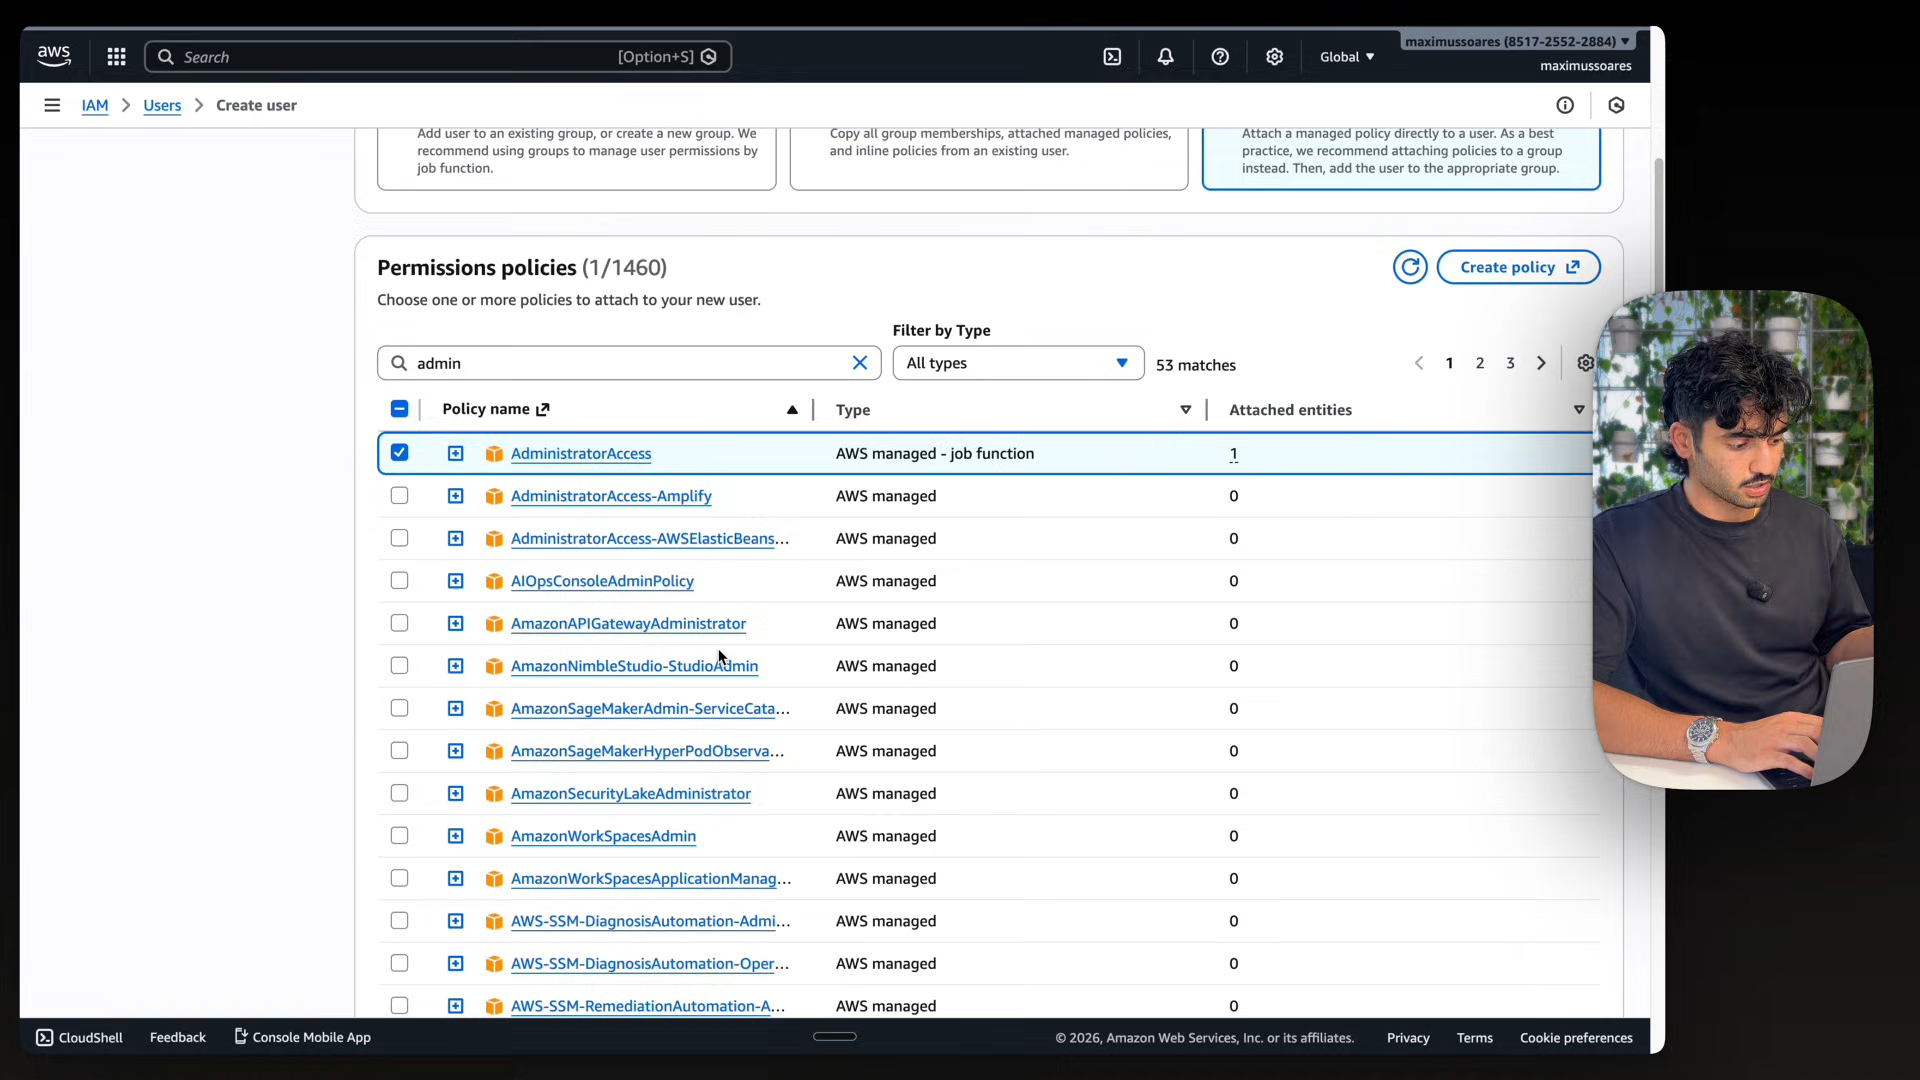 aws
Search
[Option+S]
Global
maximussoares (8517-2552-2884)
maximussoares
IAM
Users
Create user
Add user to an existing group, or create a new group. We
recommend using groups to manage user permissions by
job function.
Copy all group memberships, attached managed policies,
and inline policies from an existing user.
Attach a managed policy directly to a user. As a best
practice, we recommend attaching policies to a group
instead. Then, add the user to the appropriate group.
Permissions policies (1/1460)
Create policy
Choose one or more policies to attach to your new user.
Filter by Type
admin
All types
53 matches
1 2 3
Policy name Type Attached entities
AdministratorAccess AWS managed - job function 1
AdministratorAccess-Amplify AWS managed 0
AdministratorAccess-AWSElasticBeans... AWS managed 0
AIOpsConsoleAdminPolicy AWS managed 0
AmazonAPIGatewayAdministrator AWS managed 0
AmazonNimbleStudio-StudioAdmin AWS managed 0
AmazonSageMakerAdmin-ServiceCata... AWS managed 0
AmazonSageMakerHyperPodObserva... AWS managed 0
AmazonSecurityLakeAdministrator AWS managed 0
AmazonWorkSpacesAdmin AWS managed 0
AmazonWorkSpacesApplicationManag... AWS managed 0
AWS-SSM-DiagnosisAutomation-Admi... AWS managed 0
AWS-SSM-DiagnosisAutomation-Oper... AWS managed 0
AWS-SSM-RemediationAutomation-A... AWS managed 0
CloudShell Feedback Console Mobile App © 2026, Amazon Web Services, Inc. or its affiliates. Privacy Terms Cookie preferences